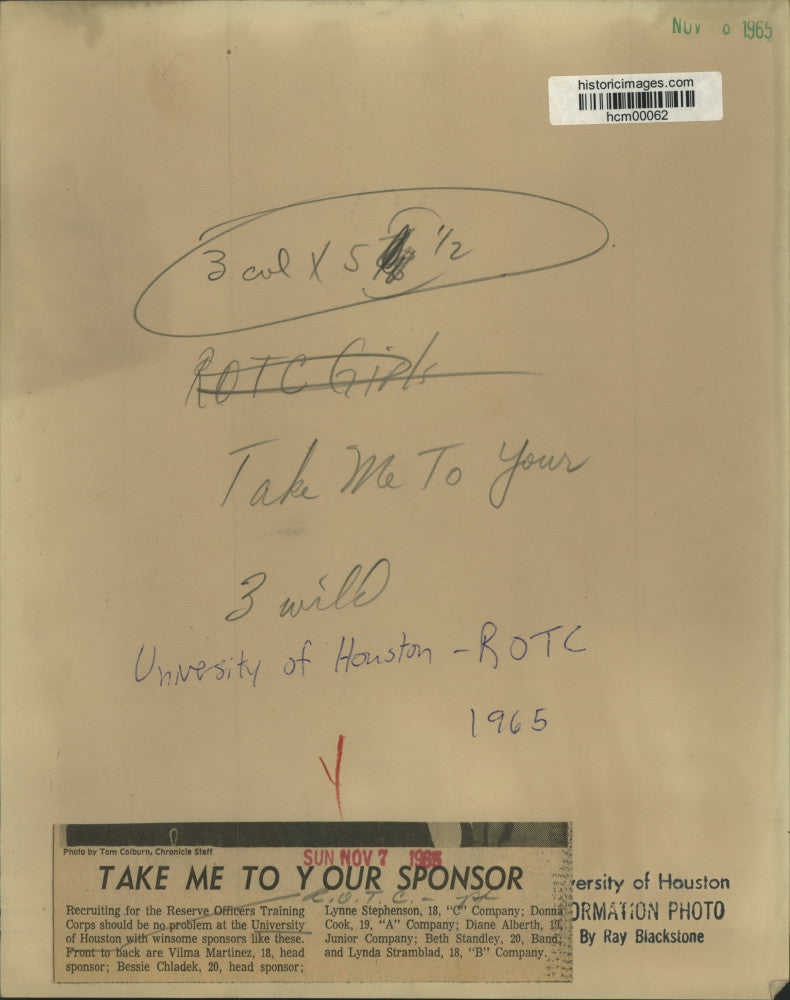 NOV 1965
historicimages.com
hcm00062
3 col X 5 1/2
ROTC Girls
Take Me To Your
3 wild
University of Houston - ROTC
1965
Photo by Tom Colburn, Chronicle Staff
SUN NOV 7 1965
TAKE ME TO YOUR SPONSOR
R.O.T.C. -
Recruiting for the Reserve Officers Training
Corps should be no problem at the University
of Houston with winsome sponsors like these.
Front to back are Vilma Martinez, 18, head
sponsor; Bessie Chladek, 20, head sponsor;
Lynne Stephenson, 18, "C" Company; Donna
Cook, 19, "A" Company; Diane Alberth, 19,
Junior Company; Beth Standley, 20, Band;
and Lynda Stramblad, 18, "B" Company.
versity of Houston
ORMATION PHOTO
By Ray Blackstone